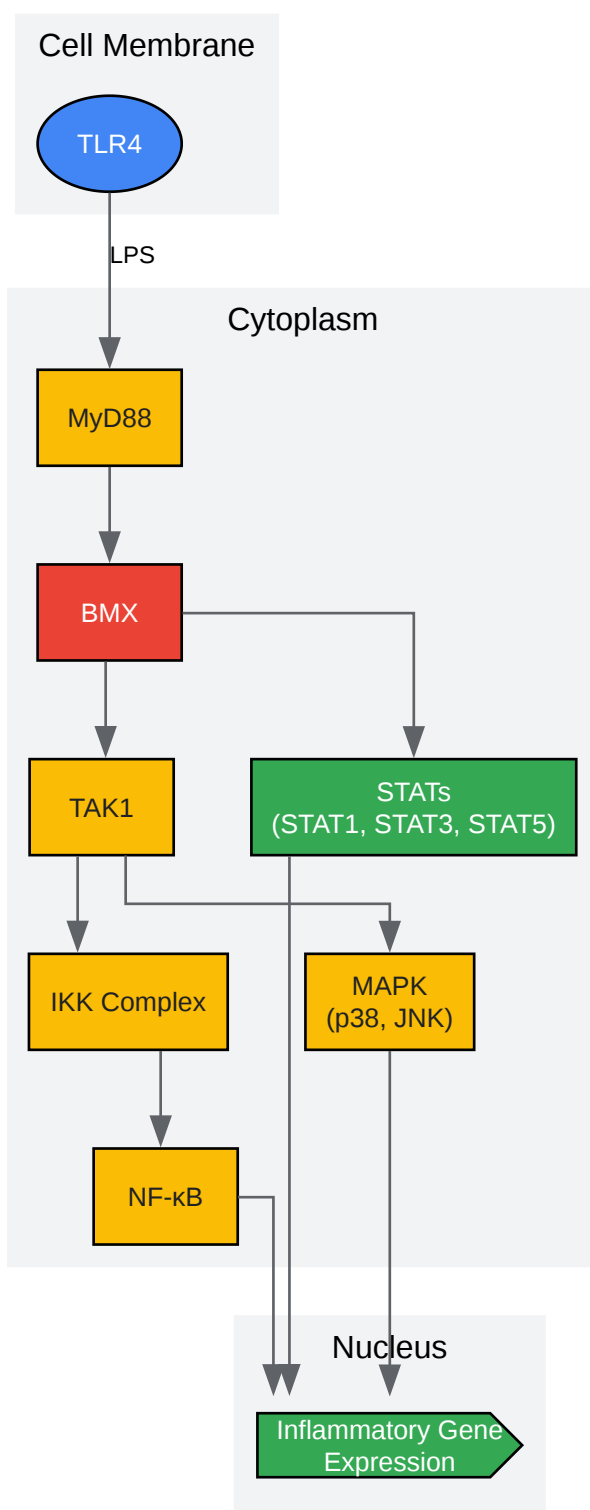 Cell Membrane
TLR4
LPS
Cytoplasm
MyD88
BMX
TAK1
STATs
(STAT1, STAT3, STAT5)
IKK Complex
MAPK
(p38, JNK)
NF-κB
Nucleus
Inflammatory Gene
Expression